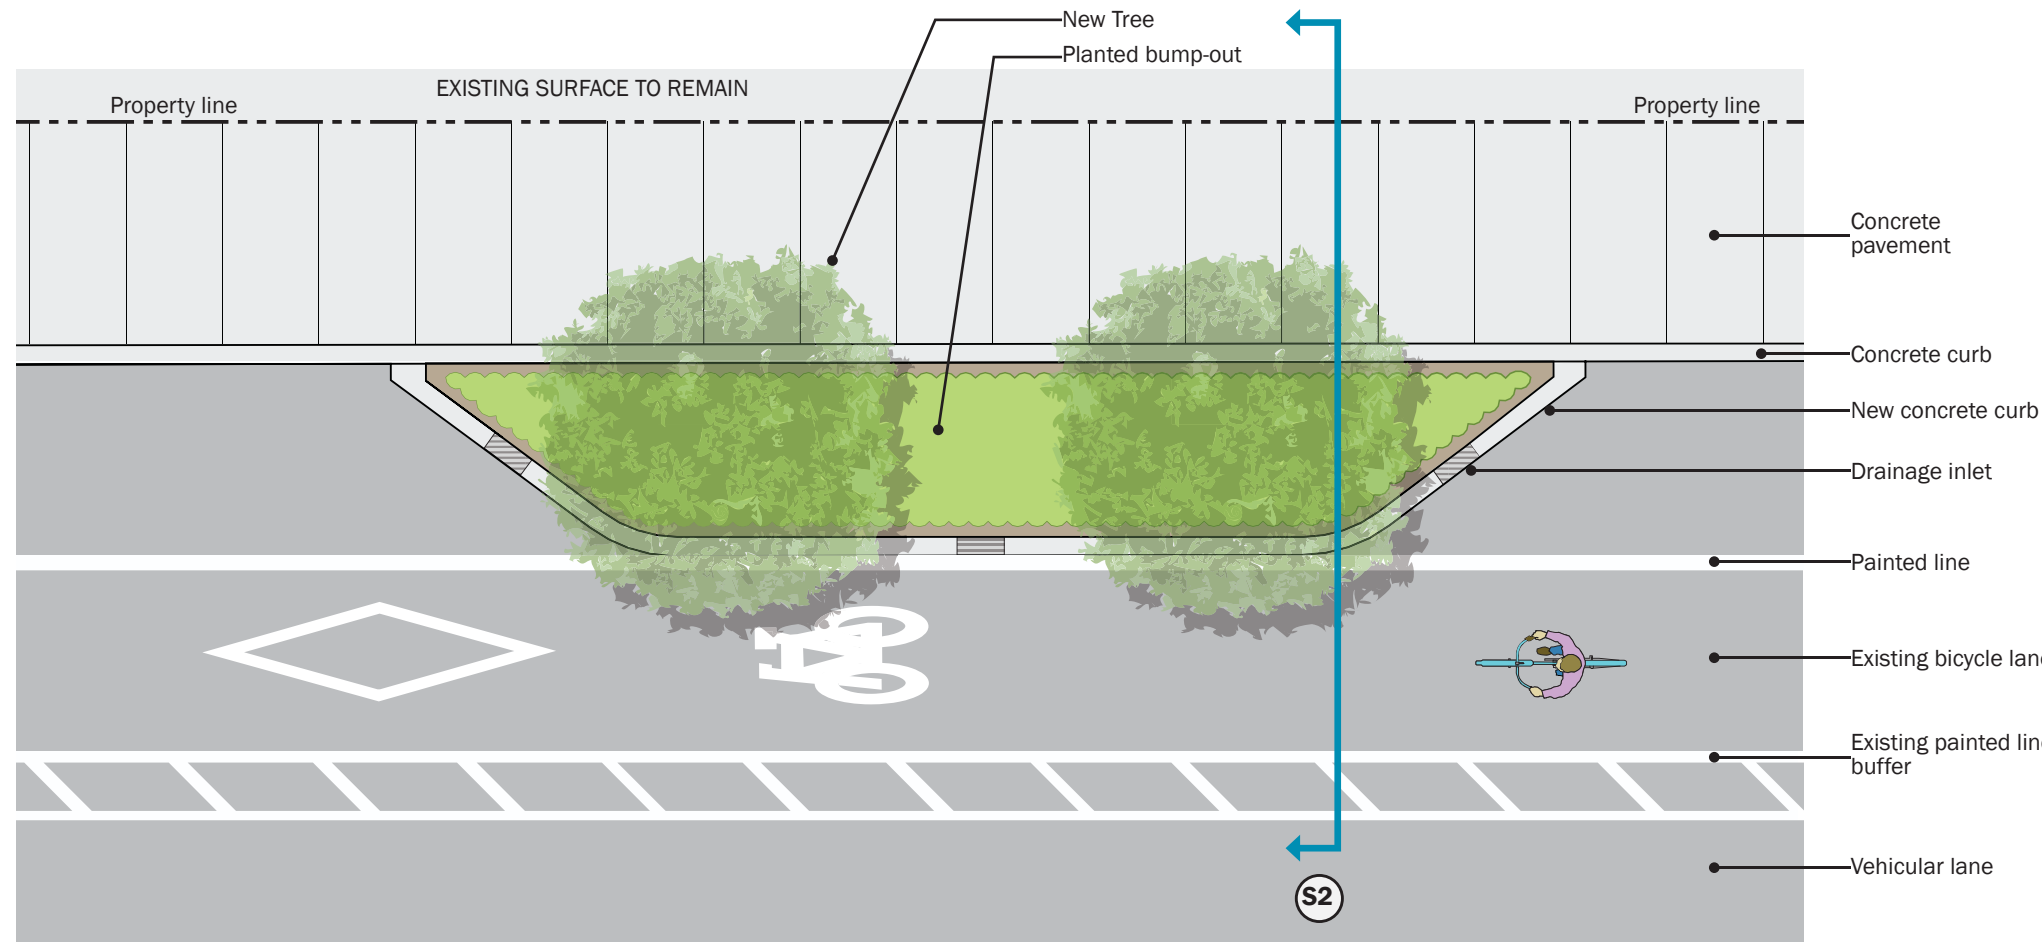 New Tree
Planted bump-out
EXISTING SURFACE TO REMAIN
Property line
Property line
Concrete
pavement
Concrete curb
New concrete curb
Drainage inlet
Painted line
Existing bicycle lan
Existing painted lin
buffer
Vehicular lane
S2